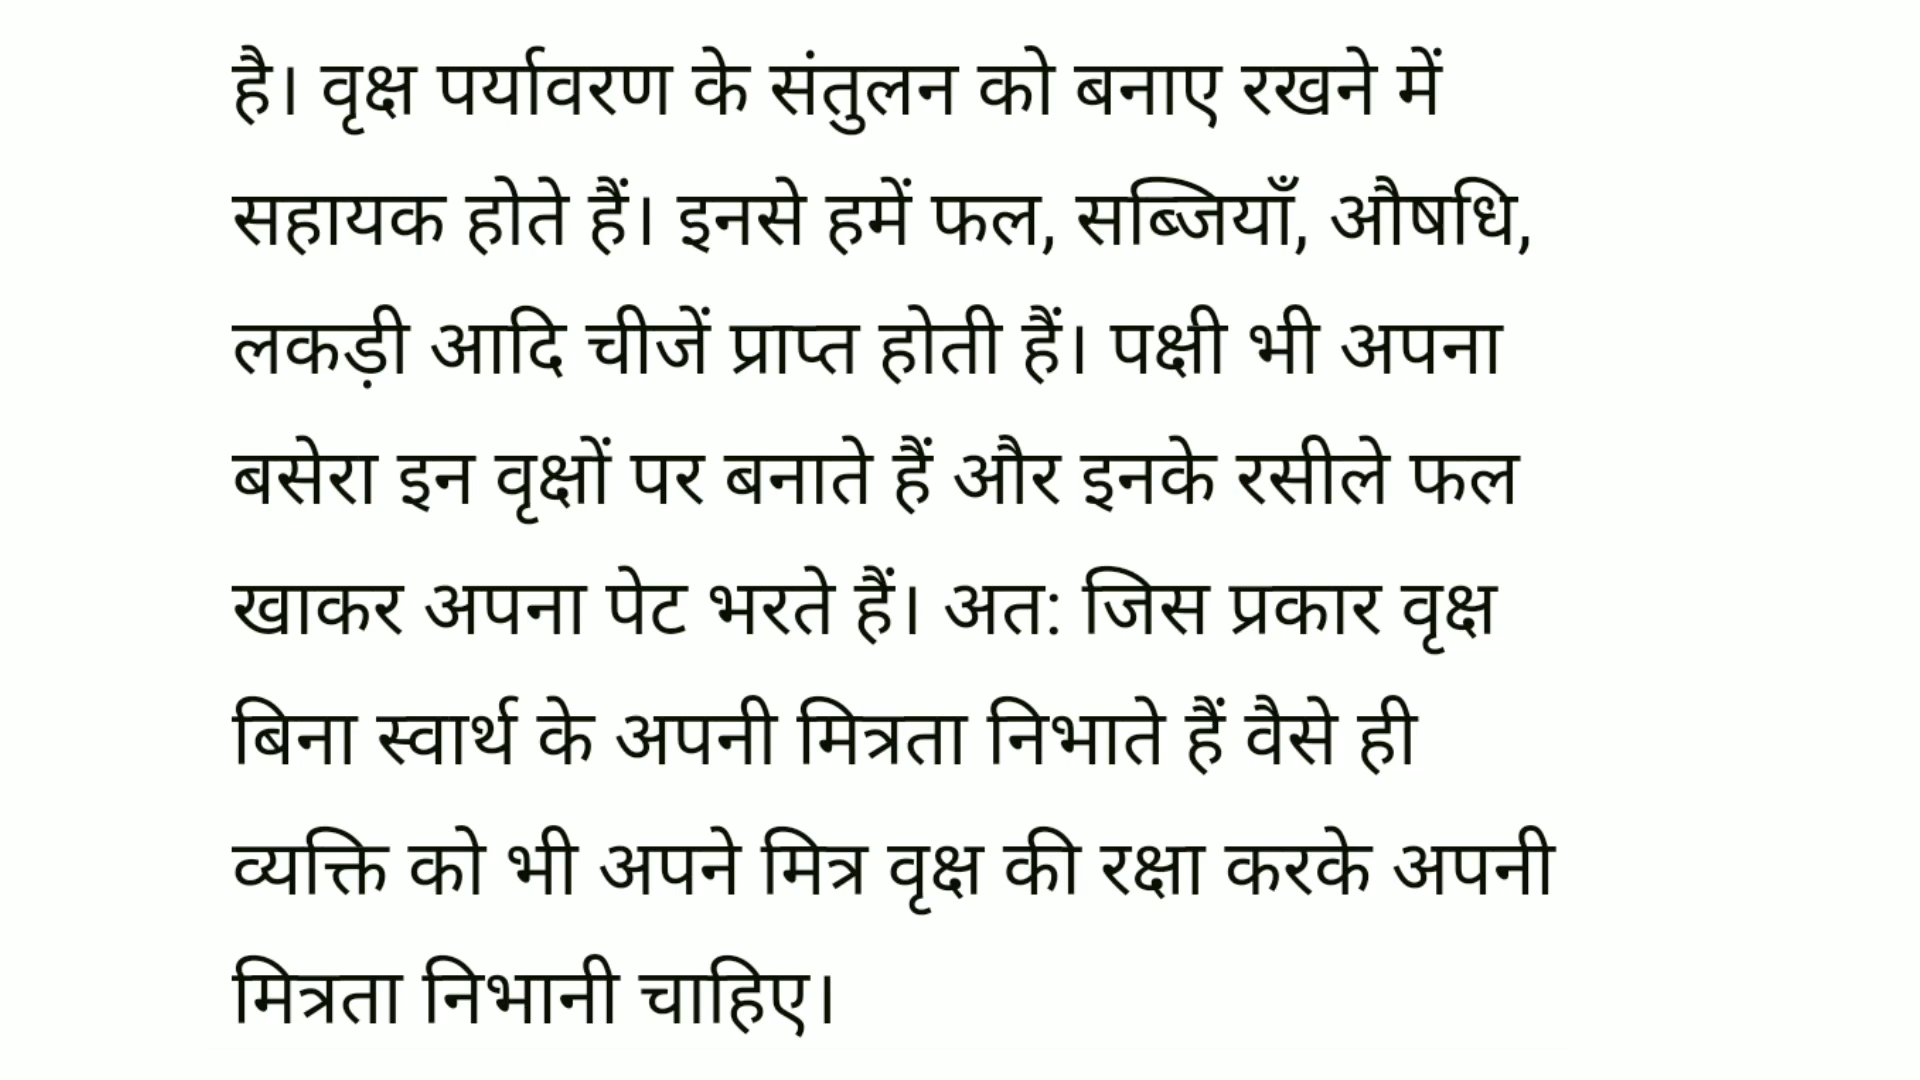 है। वृक्ष पर्यावरण के संतुलन को बनाए रखने में
सहायक होते हैं। इनसे हमें फल, सब्जियाँ, औषधि,
लकड़ी आदि चीजें प्राप्त होती हैं। पक्षी भी अपना
बसेरा इन वृक्षों पर बनाते हैं और इनके रसीले फल
खाकर अपना पेट भरते हैं। अत: जिस प्रकार वृक्ष
बिना स्वार्थ के अपनी मित्रता निभाते हैं वैसे ही
व्यक्ति को भी अपने मित्र वृक्ष की रक्षा करके अपनी
मित्रता निभानी चाहिए।